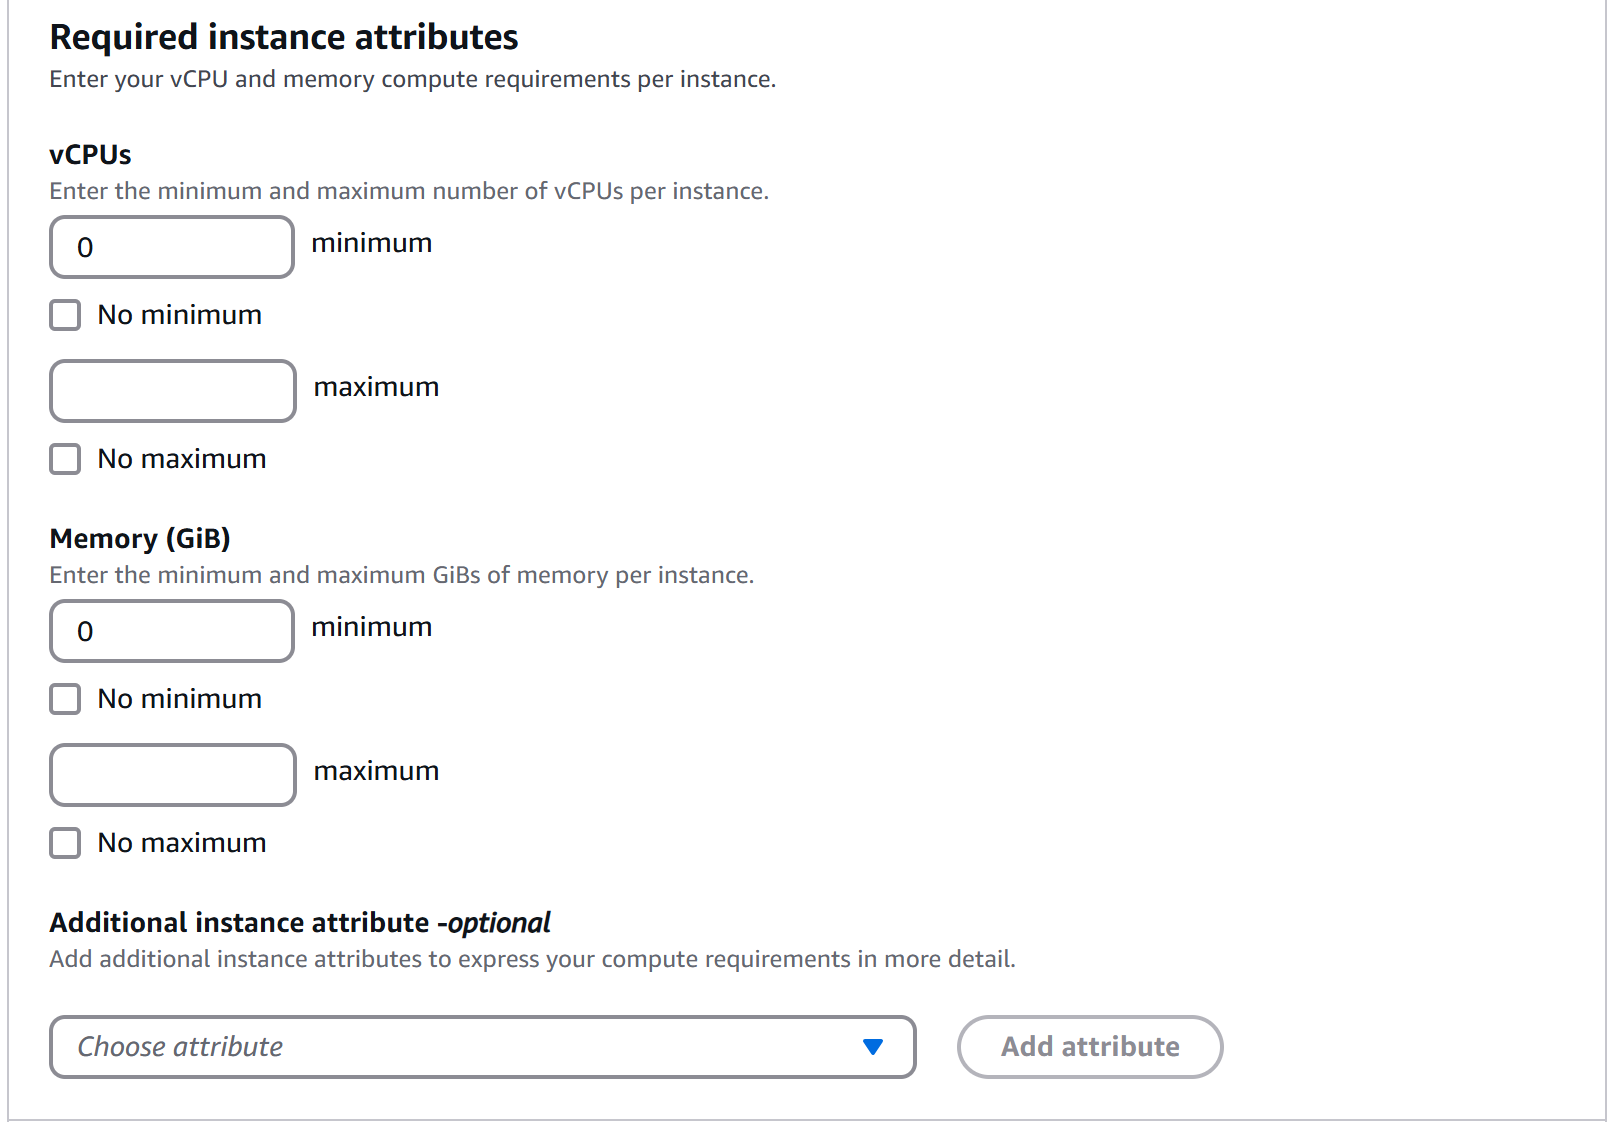 Required instance attributes
Enter your vCPU and memory compute requirements per instance.
vCPUs
Enter the minimum and maximum number of vCPUs per instance.
0 minimum
No minimum
maximum
No maximum
Memory (GiB)
Enter the minimum and maximum GiBs of memory per instance.
0 minimum
No minimum
maximum
No maximum
Additional instance attribute -optional
Add additional instance attributes to express your compute requirements in more detail.
Choose attribute Add attribute